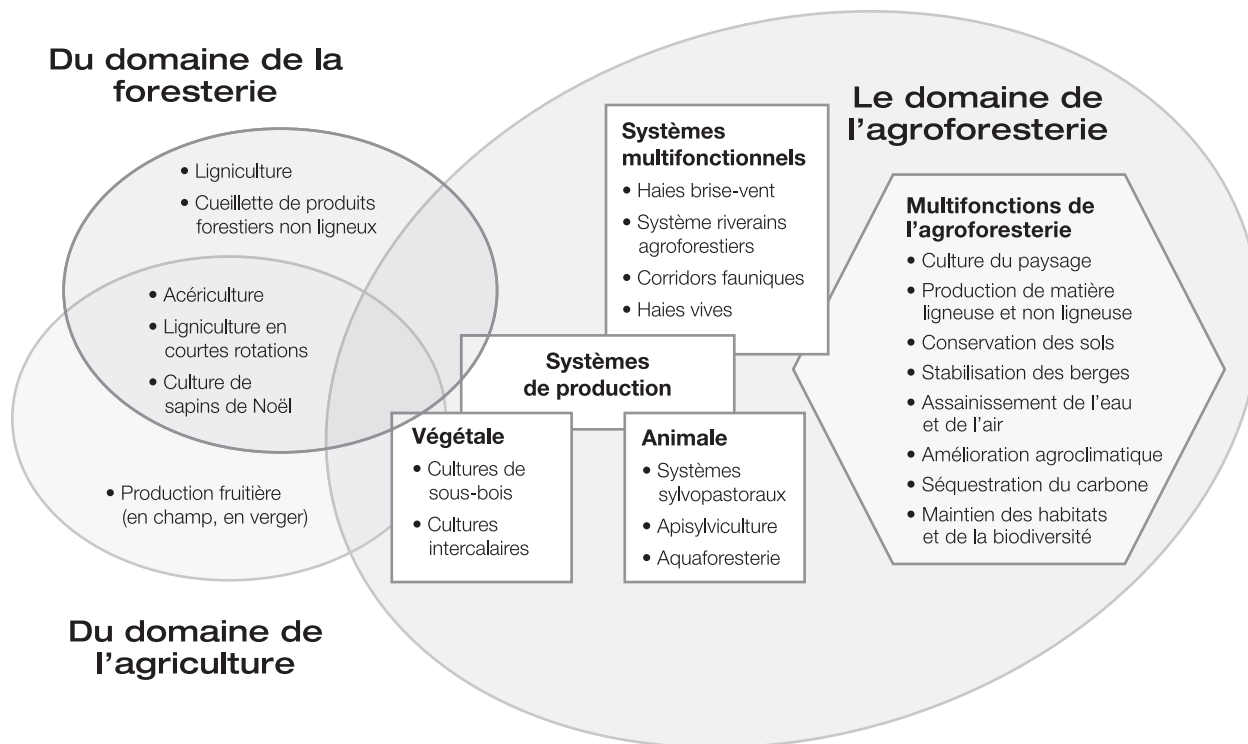 Du domaine de la
foresterie
• Ligniculture
• Cueillette de produits
forestiers non ligneux
• Acériculture
• Ligniculture en
courtes rotations
• Culture de
sapins de Noël
• Production fruitière
(en champ, en verger)
Du domaine de
l’agriculture
Le domaine de
l’agroforesterie
Systèmes
multifonctionnels
• Haies brise-vent
• Système riverains
agroforestiers
• Corridors fauniques
• Haies vives
Systèmes
de production
Végétale
• Cultures de
sous-bois
• Cultures
intercalaires
Animale
• Systèmes
sylvopastoraux
• Apisylviculture
• Aquaforesterie
Multifonctions de
l’agroforesterie
• Culture du paysage
• Production de matière
ligneuse et non ligneuse
• Conservation des sols
• Stabilisation des berges
• Assainissement de l’eau
et de l’air
• Amélioration agroclimatique
• Séquestration du carbone
• Maintien des habitats
et de la biodiversité